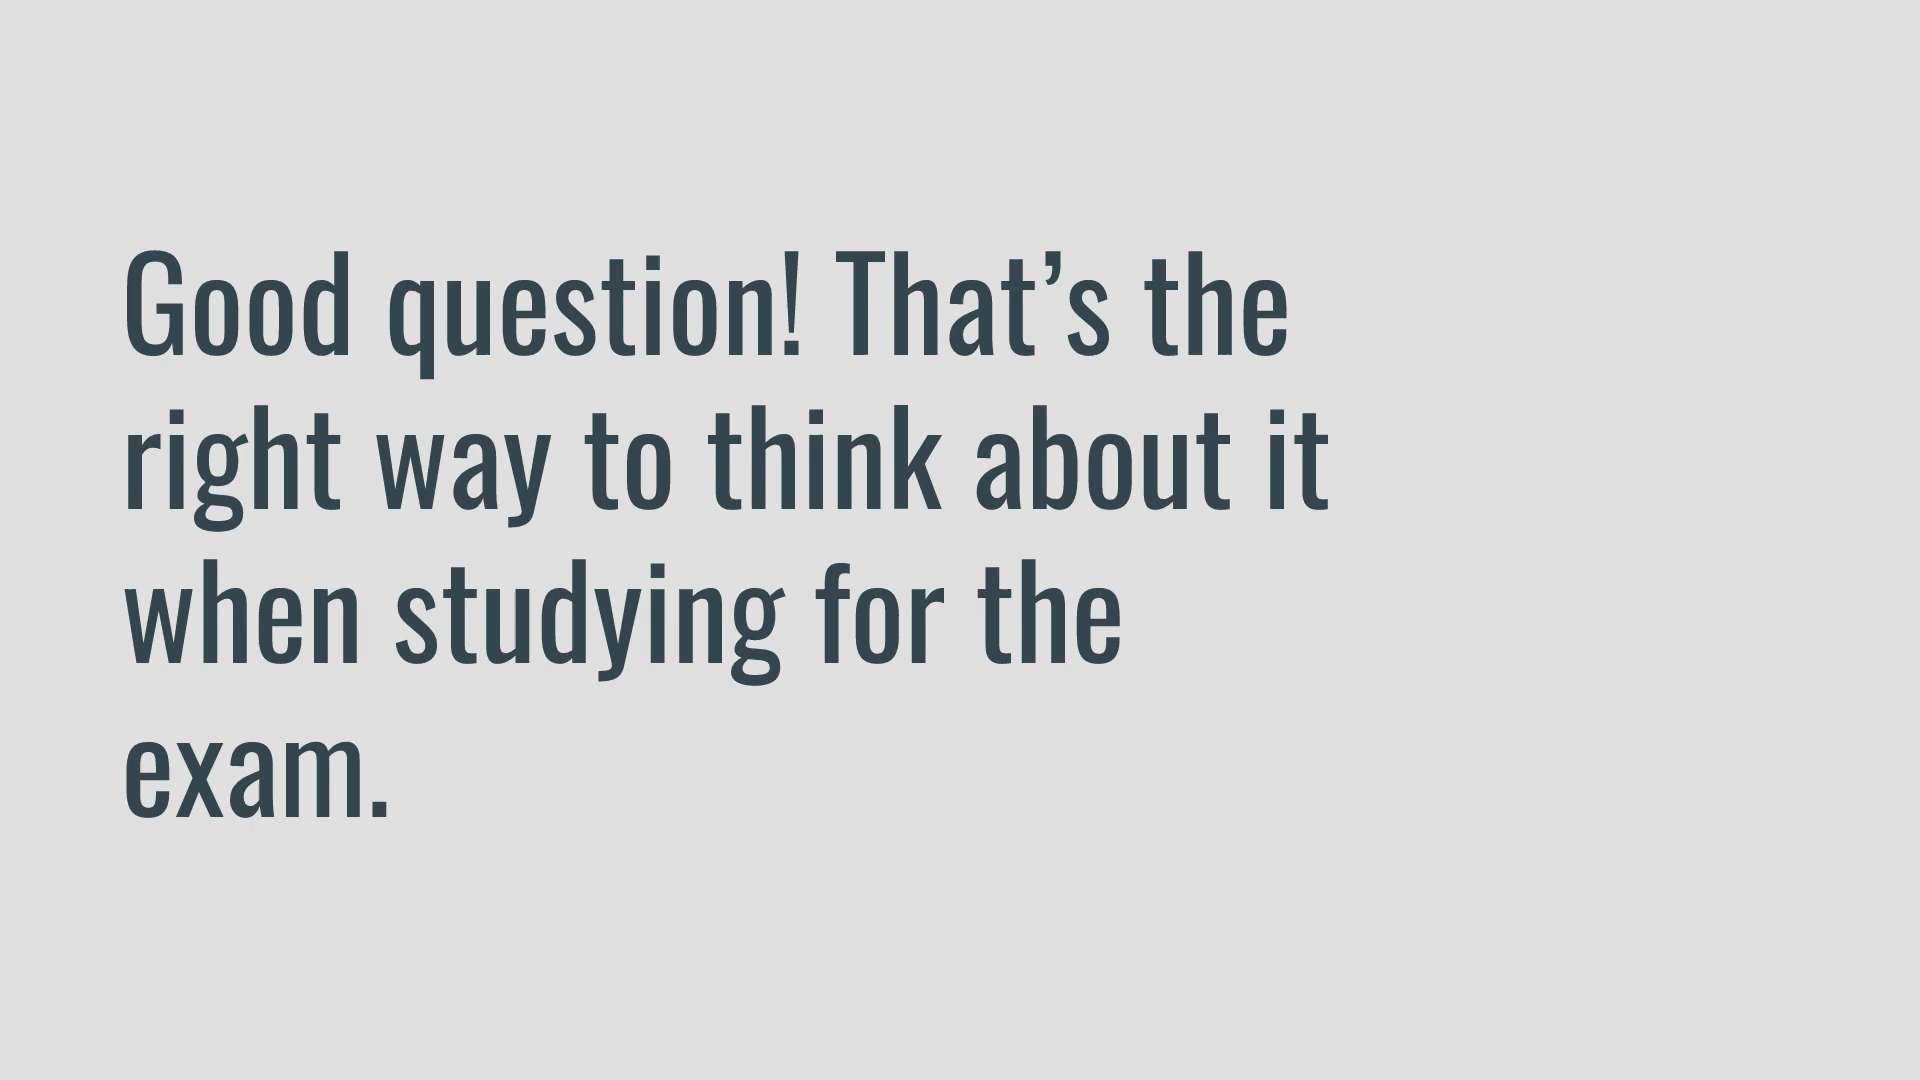 Good question! That’s the
right way to think about it
when studying for the
exam.